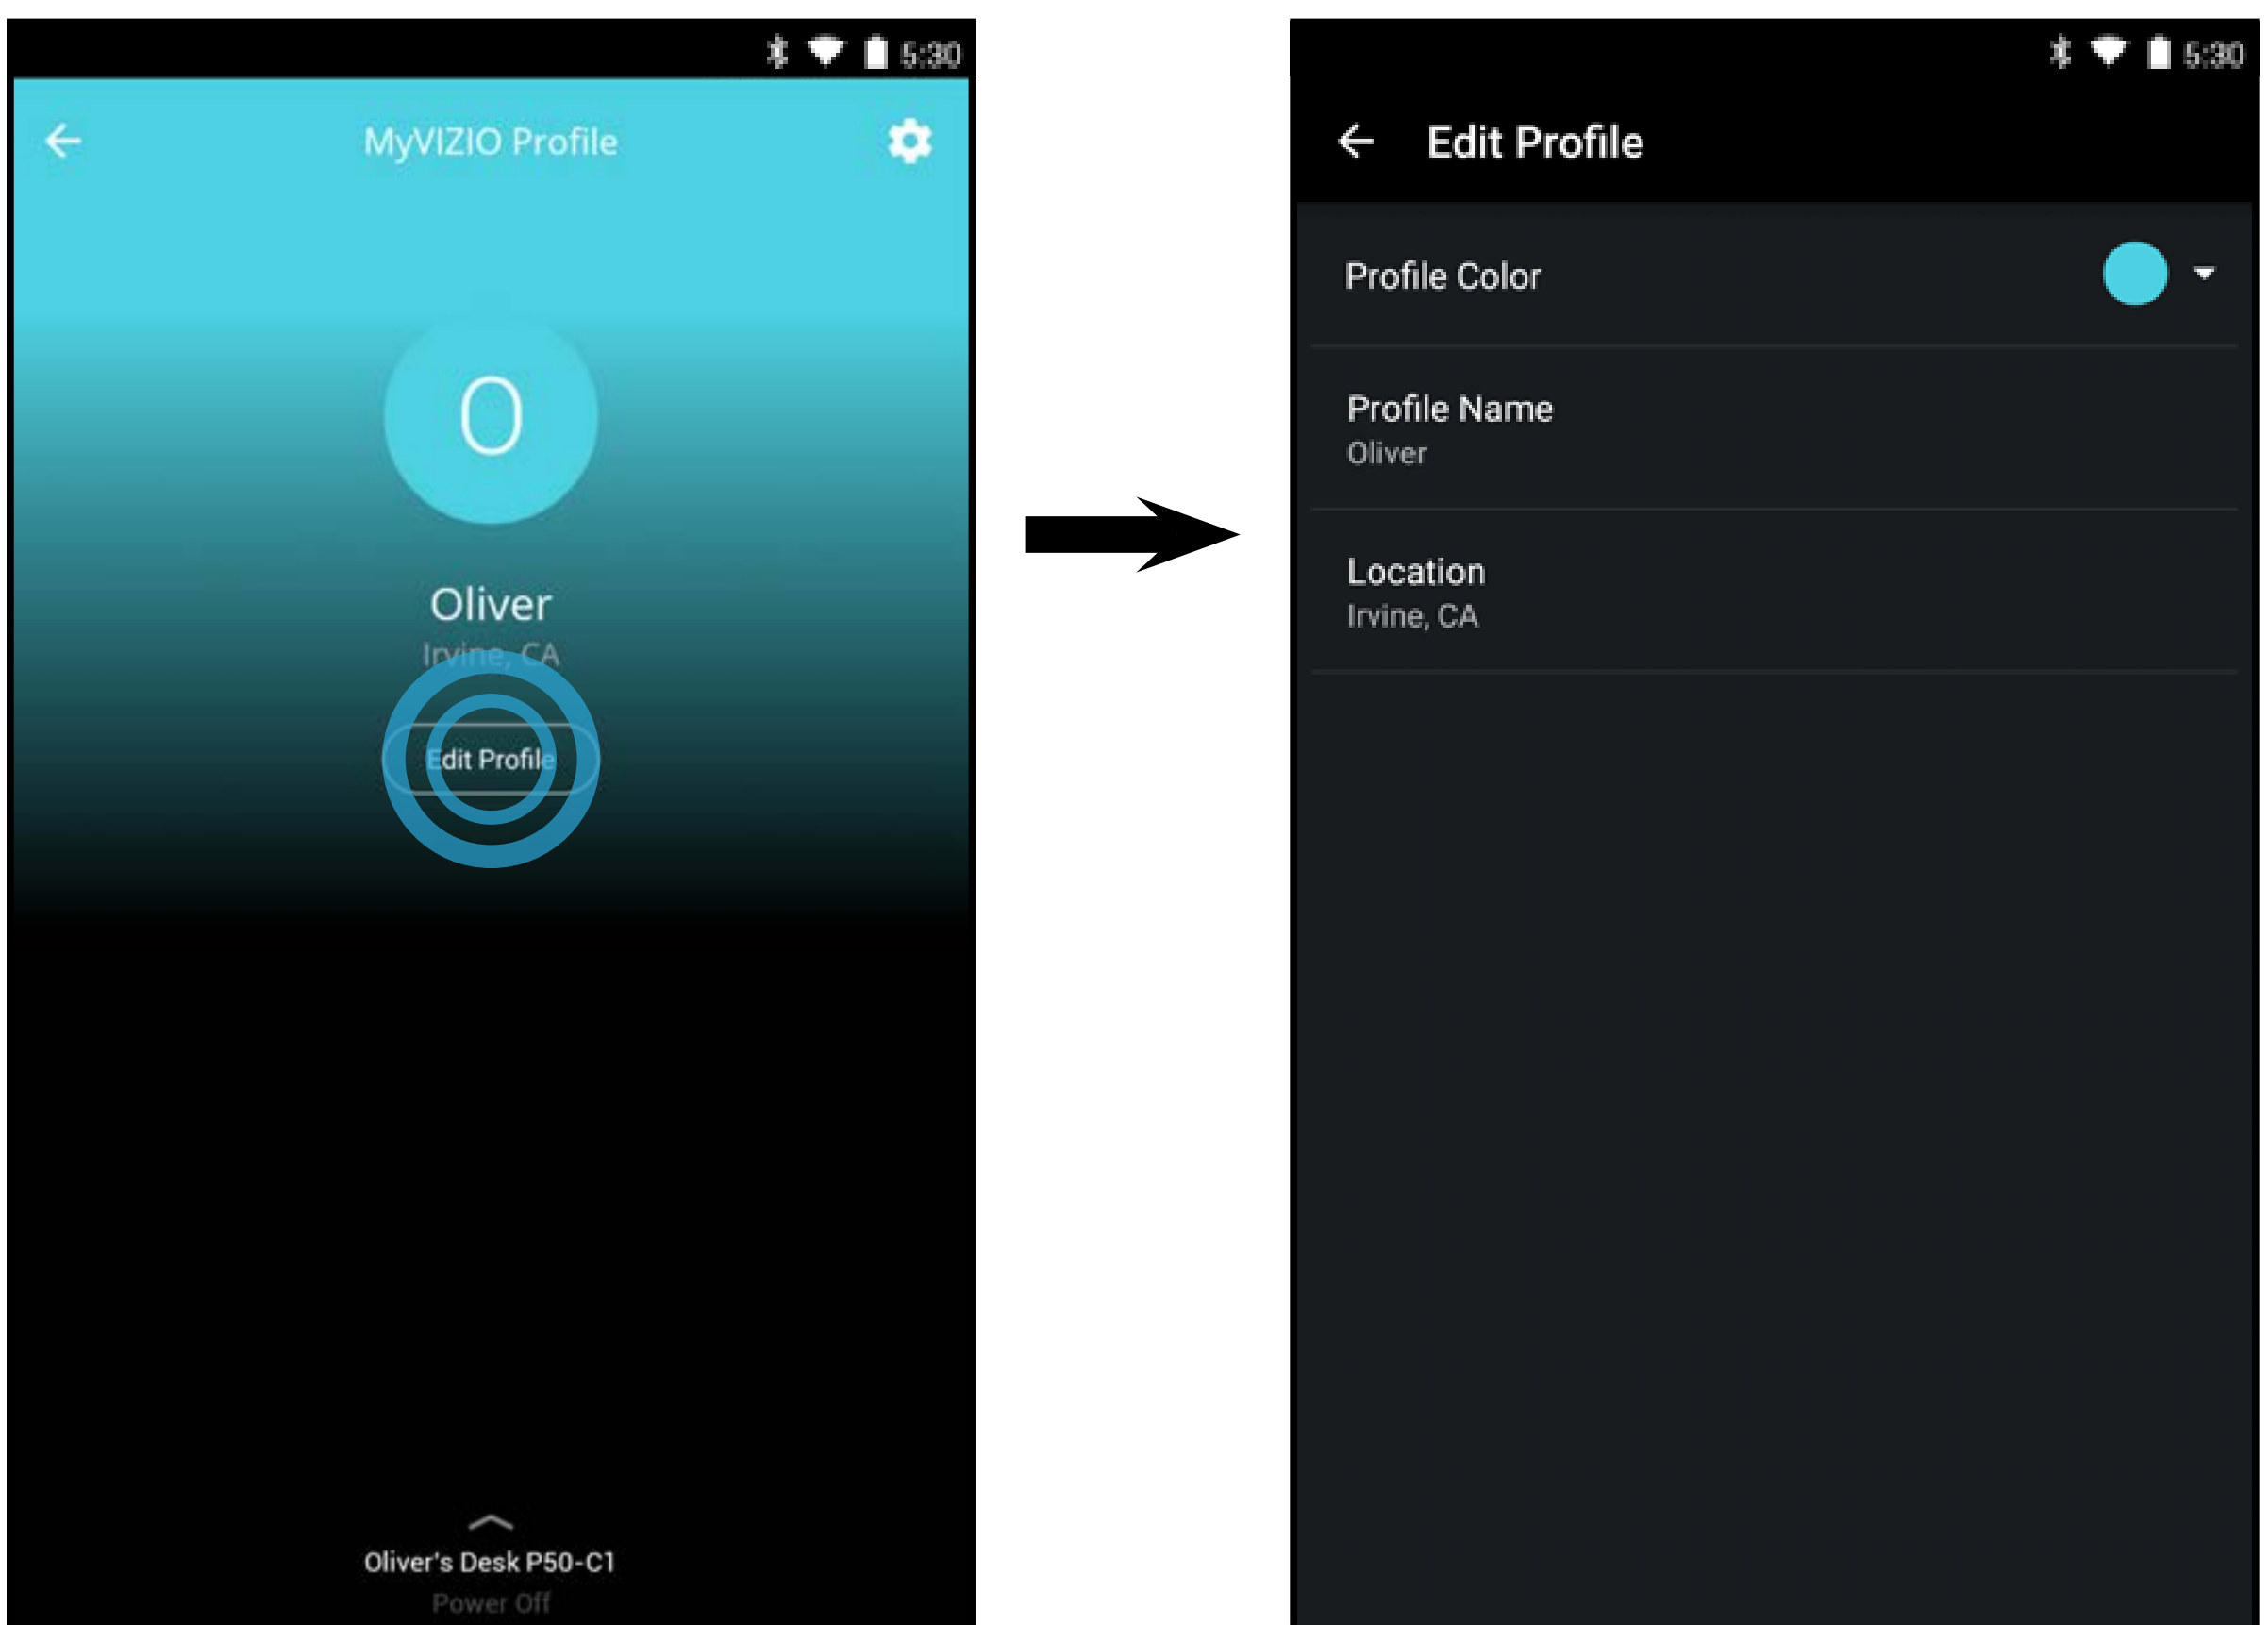 5:30
MyVIZIO Profile
O
Oliver
Irvine, CA
Edit Profile
Oliver's Desk P50-C1
Power Off
5:30
Edit Profile
Profile Color
Profile Name
Oliver
Location
Irvine, CA